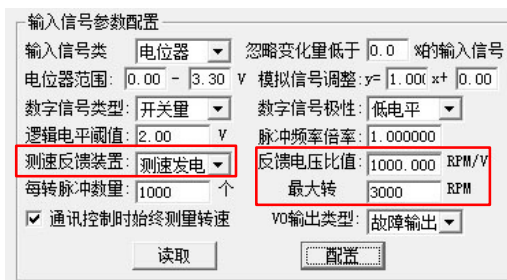 输入信号参数配置
输入信号类 电位器 忽略变化量低于 0.0 %的输入信号
电位器范围: 0.00 - 3.30 V 模拟信号调整: y= 1.00( x+ 0.00
数字信号类型: 开关量 数字信号极性: 低电平
逻辑电平阈值: 2.00 V 脉冲频率倍率: 1.000000
测速反馈装置: 测速发电 反馈电压比值: 1000.000 RPM/V
每转脉冲数量: 1000 个 最大转 3000 RPM
通讯控制时始终测量转速 VO输出类型: 故障输出
读取 配置